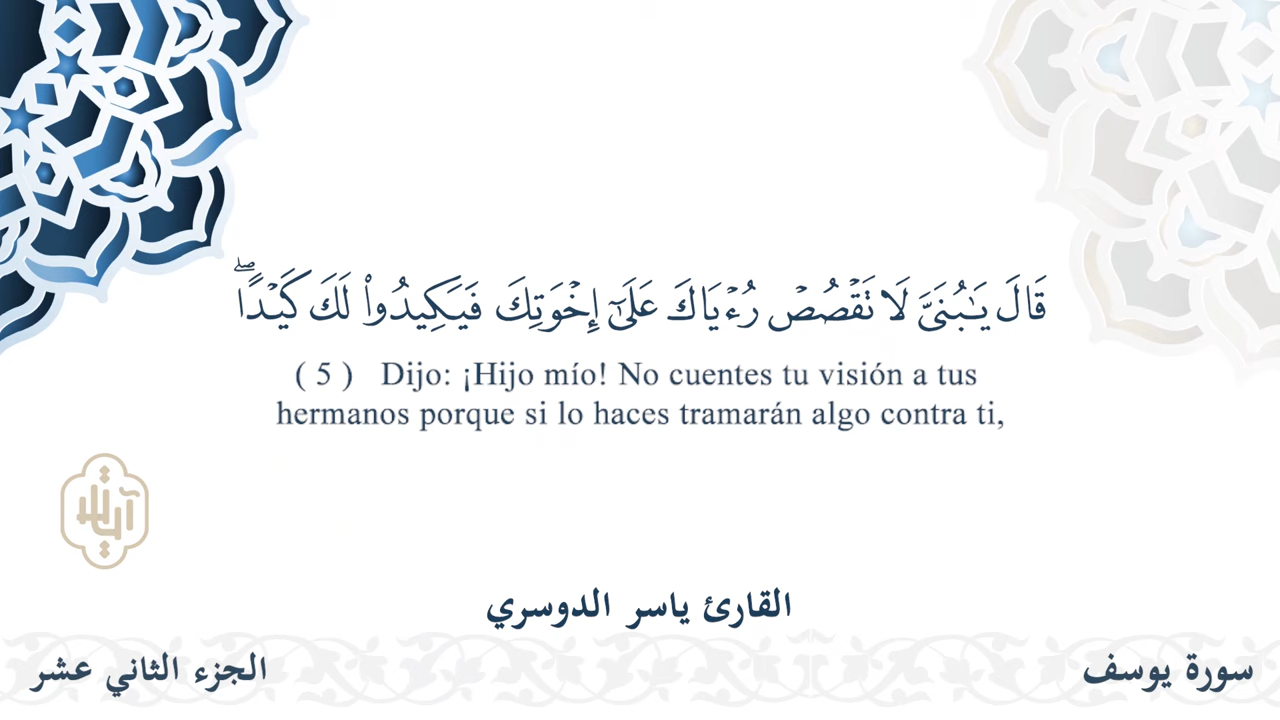 قَالَ يَـٰبُنَىَّ لَا تَقْصُصْ رُءْيَاكَ عَلَىٰٓ إِخْوَتِكَ فَيَكِيدُوا۟ لَكَ كَيْدًا ۖ
( 5 ) Dijo: ¡Hijo mío! No cuentes tu visión a tus
hermanos porque si lo haces tramarán algo contra ti,
القارئ ياسر الدوسري
سورة يوسف
الجزء الثاني عشر